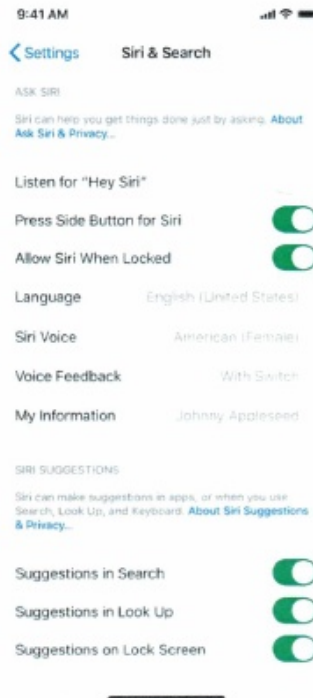 9:41 AM
Settings
Siri & Search
ASK SIRI
Siri can help you get things done just by asking. About
Ask Siri & Privacy...
Listen for "Hey Siri"
Press Side Button for Siri
Allow Siri When Locked
Language English (United States)
Siri Voice American (Female)
Voice Feedback With Switch
My Information Johnny Appleseed
SIRI SUGGESTIONS
Siri can make suggestions in apps, or when you use
Search, Look Up, and Keyboard. About Siri Suggestions
& Privacy...
Suggestions in Search
Suggestions in Look Up
Suggestions on Lock Screen